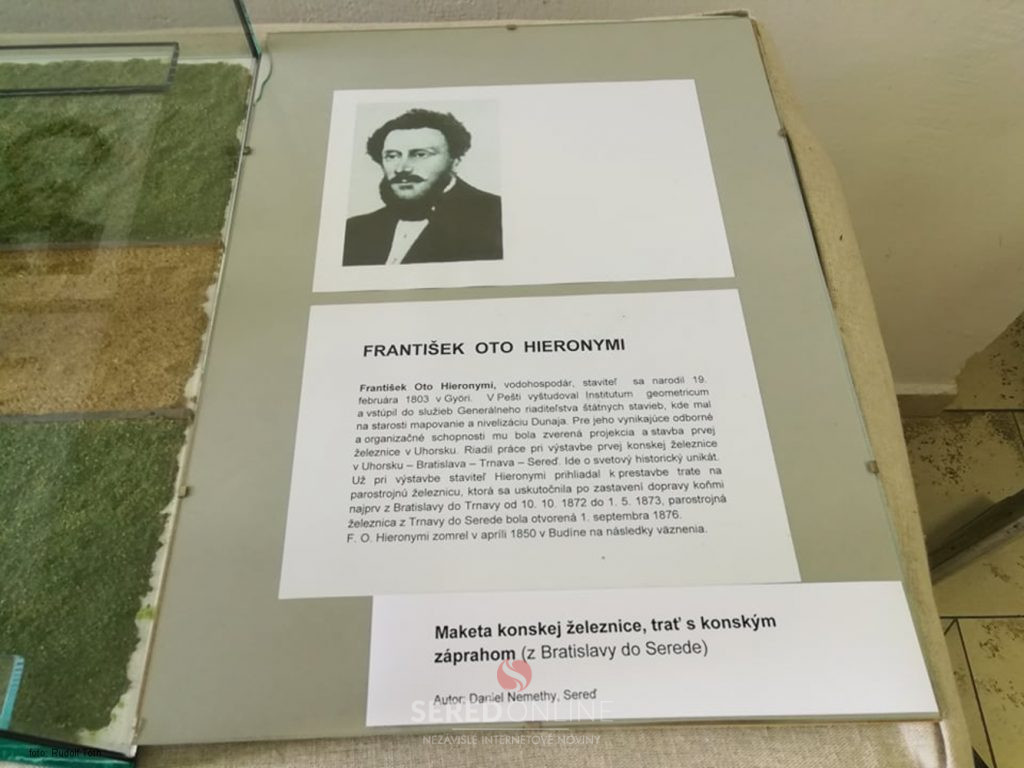 FRANTIŠEK OTO HIERONYMI
František Oto Hieronymi, vodohospodár, staviteľ sa narodil 19.
februára 1803 v Györi. V Pešti vyštudoval Institutum geometricum
a vstúpil do služieb Generálneho riaditeľstva štátnych stavieb, kde mal
na starosti mapovanie a nivelizáciu Dunaja. Pre jeho vynikajúce odborné
a organizačné schopnosti mu bola zverená projekcia a stavba prvej
železnice v Uhorsku. Riadil práce pri výstavbe prvej konskej železnice
v Uhorsku – Bratislava – Trnava – Sereď. Ide o svetový historický unikát.
Už pri výstavbe staviteľ Hieronymi prihliadal k prestavbe trate na
parostrojnú železnicu, ktorá sa uskutočnila po zastavení dopravy koňmi
najprv z Bratislavy do Trnavy od 10. 10. 1872 do 1. 5. 1873, parostrojná
železnica z Trnavy do Serede bola otvorená 1. septembra 1876.
F. O. Hieronymi zomrel v apríli 1850 v Budíne na následky väznenia.
Maketa konskej železnice, trať s konským
záprahom (z Bratislavy do Serede)
Autor: Daniel Nemethy, Sereď
SEREĎONLINE
NEZÁVISLÉ INTERNETOVÉ NOVINY
foto: Rudolf Tóth